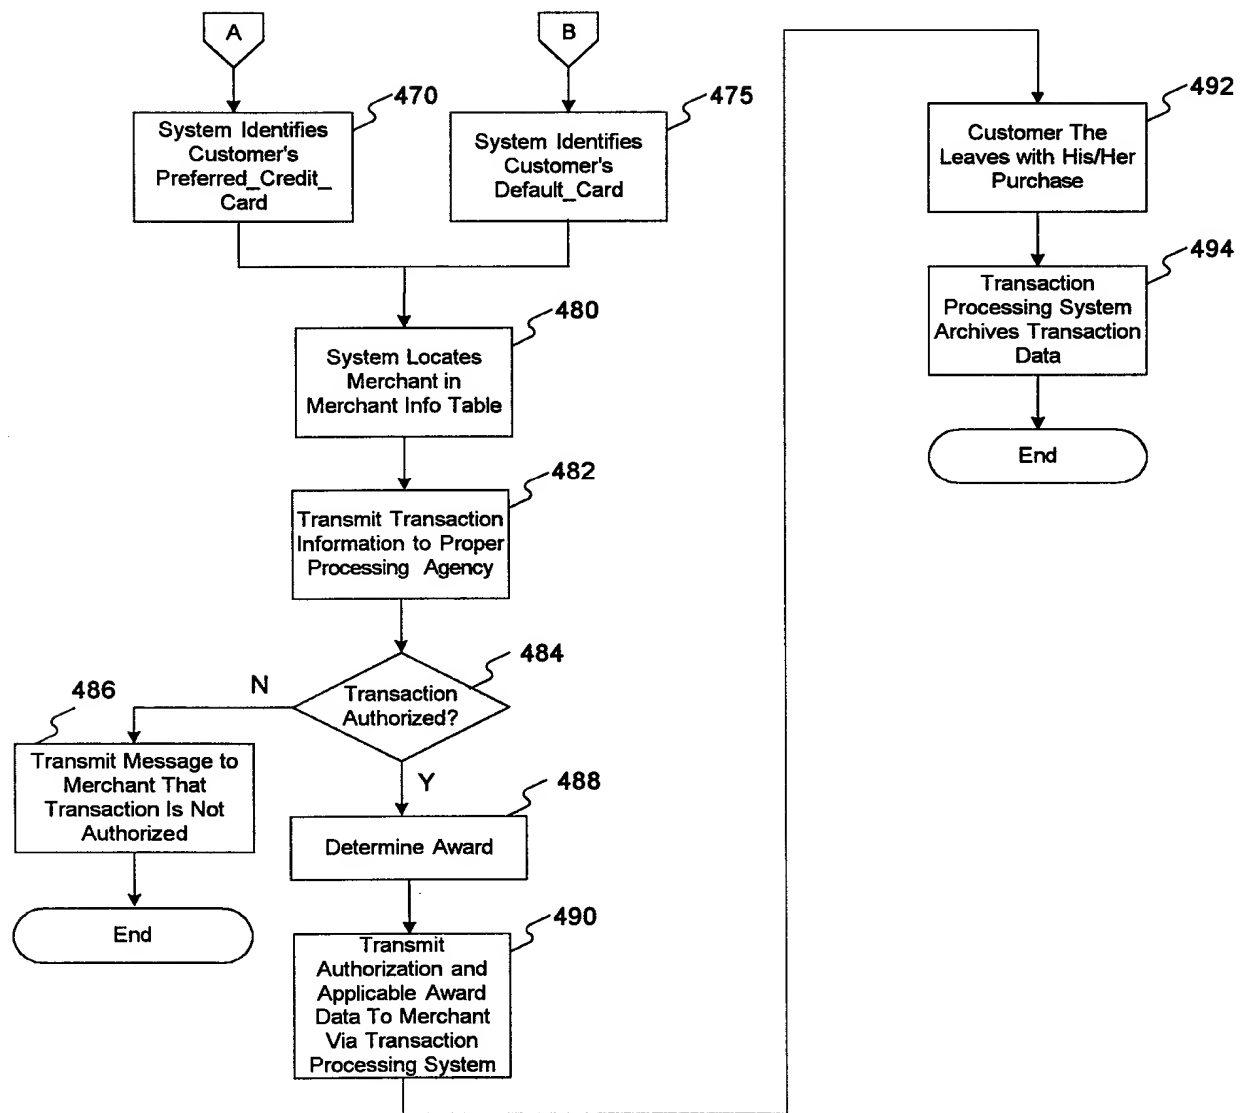 A
B
470
System Identifies
Customer's
Preferred_Credit_
Card
475
System Identifies
Customer's
Default_Card
480
System Locates
Merchant in
Merchant Info Table
482
Transmit Transaction
Information to Proper
Processing Agency
484
Transaction
Authorized?
N
Y
486
Transmit Message to
Merchant That
Transaction Is Not
Authorized
End
488
Determine Award
490
Transmit
Authorization and
Applicable Award
Data To Merchant
Via Transaction
Processing System
492
Customer The
Leaves with His/Her
Purchase
494
Transaction
Processing System
Archives Transaction
Data
End